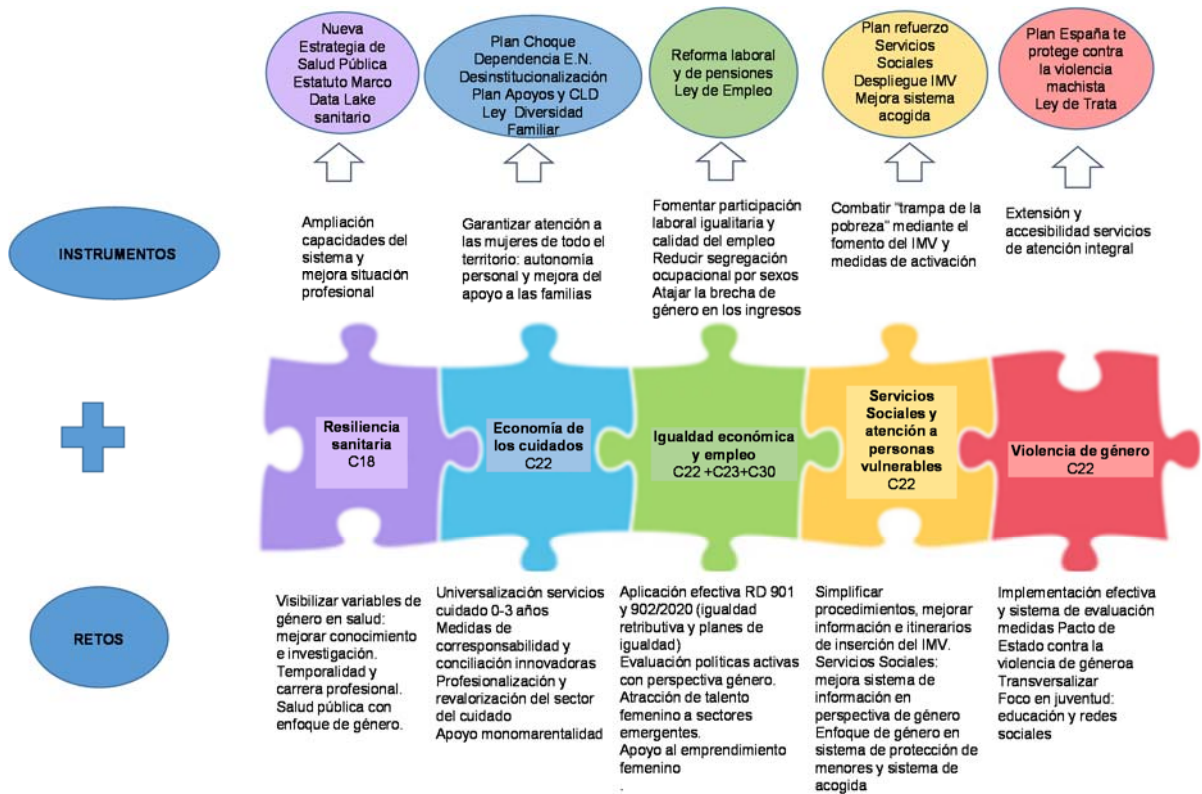 Nueva
Estrategia de
Salud Pública
Estatuto Marco
Data Lake
sanitario
Plan Choque
Dependencia E.N.
Desinstitucionalización
Plan Apoyos y CLD
Ley Diversidad
Familiar
Reforma laboral
y de pensiones
Ley de Empleo
Plan refuerzo
Servicios
Sociales
Despliegue IMV
Mejora sistema
acogida
Plan España te
protege contra
la violencia
machista
Ley de Trata
INSTRUMENTOS
Ampliación
capacidades del
sistema y
mejora situación
profesional
Garantizar atención a
las mujeres de todo el
territorio: autonomía
personal y mejora del
apoyo a las familias
Fomentar participación
laboral igualitaria y
calidad del empleo
Reducir segregación
ocupacional por sexos
Atajar la brecha de
género en los ingresos
Combatir "trampa de la
pobreza" mediante el
fomento del IMV y
medidas de activación
Extensión y
accesibilidad servicios
de atención integral
Resiliencia
sanitaria
C18
Economía de
los cuidados
C22
Igualdad económica
y empleo
C22 +C23+C30
Servicios
Sociales y
atención a
personas
vulnerables
C22
Violencia de género
C22
RETOS
Visibilizar variables de
género en salud:
mejorar conocimiento
e investigación.
Temporalidad y
carrera profesional.
Salud pública con
enfoque de género.
Universalización servicios
cuidado 0-3 años
Medidas de
corresponsabilidad y
conciliación innovadoras
Profesionalización y
revalorización del sector
del cuidado
Apoyo monomarentalidad
Aplicación efectiva RD 901
y 902/2020 (igualdad
retributiva y planes de
igualdad)
Evaluación políticas activas
con perspectiva género.
Atracción de talento
femenino a sectores
emergentes.
Apoyo al emprendimiento
femenino
.
Simplificar
procedimientos, mejorar
información e itinerarios
de inserción del IMV.
Servicios Sociales:
mejora sistema de
información en
perspectiva de género
Enfoque de género en
sistema de protección de
menores y sistema de
acogida
Implementación efectiva
y sistema de evaluación
medidas Pacto de
Estado contra la
violencia de géneroa
Transversalizar
Foco en juventud:
educación y redes
sociales